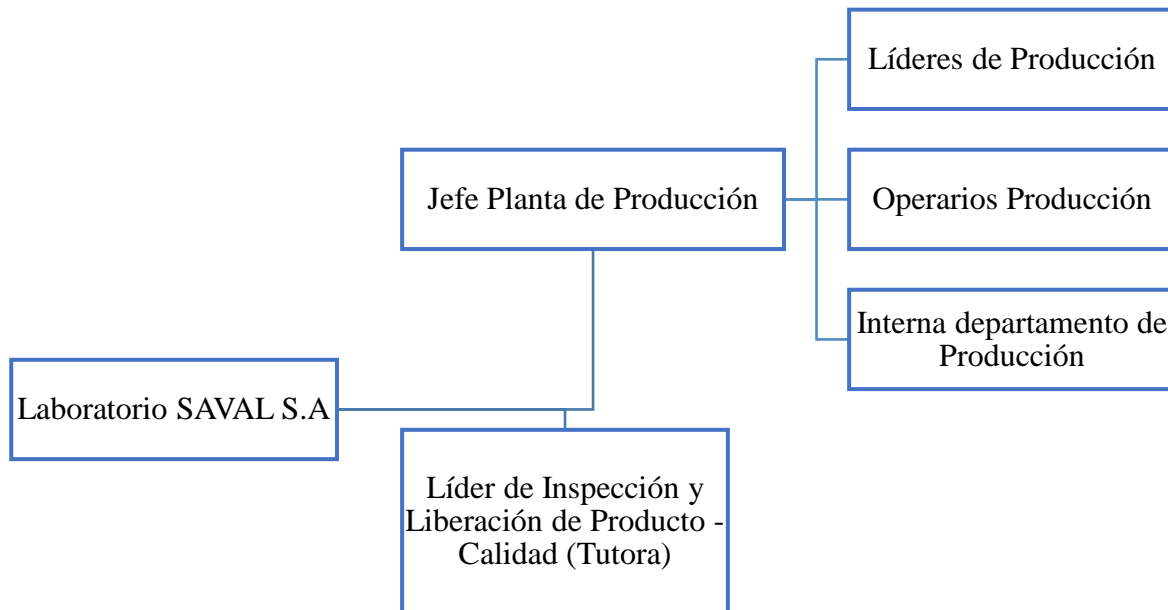 Líderes de Producción
Jefe Planta de Producción
Operarios Producción
Interna departamento de
Producción
Laboratorio SAVAL S.A
Líder de Inspección y
Liberación de Producto -
Calidad (Tutora)